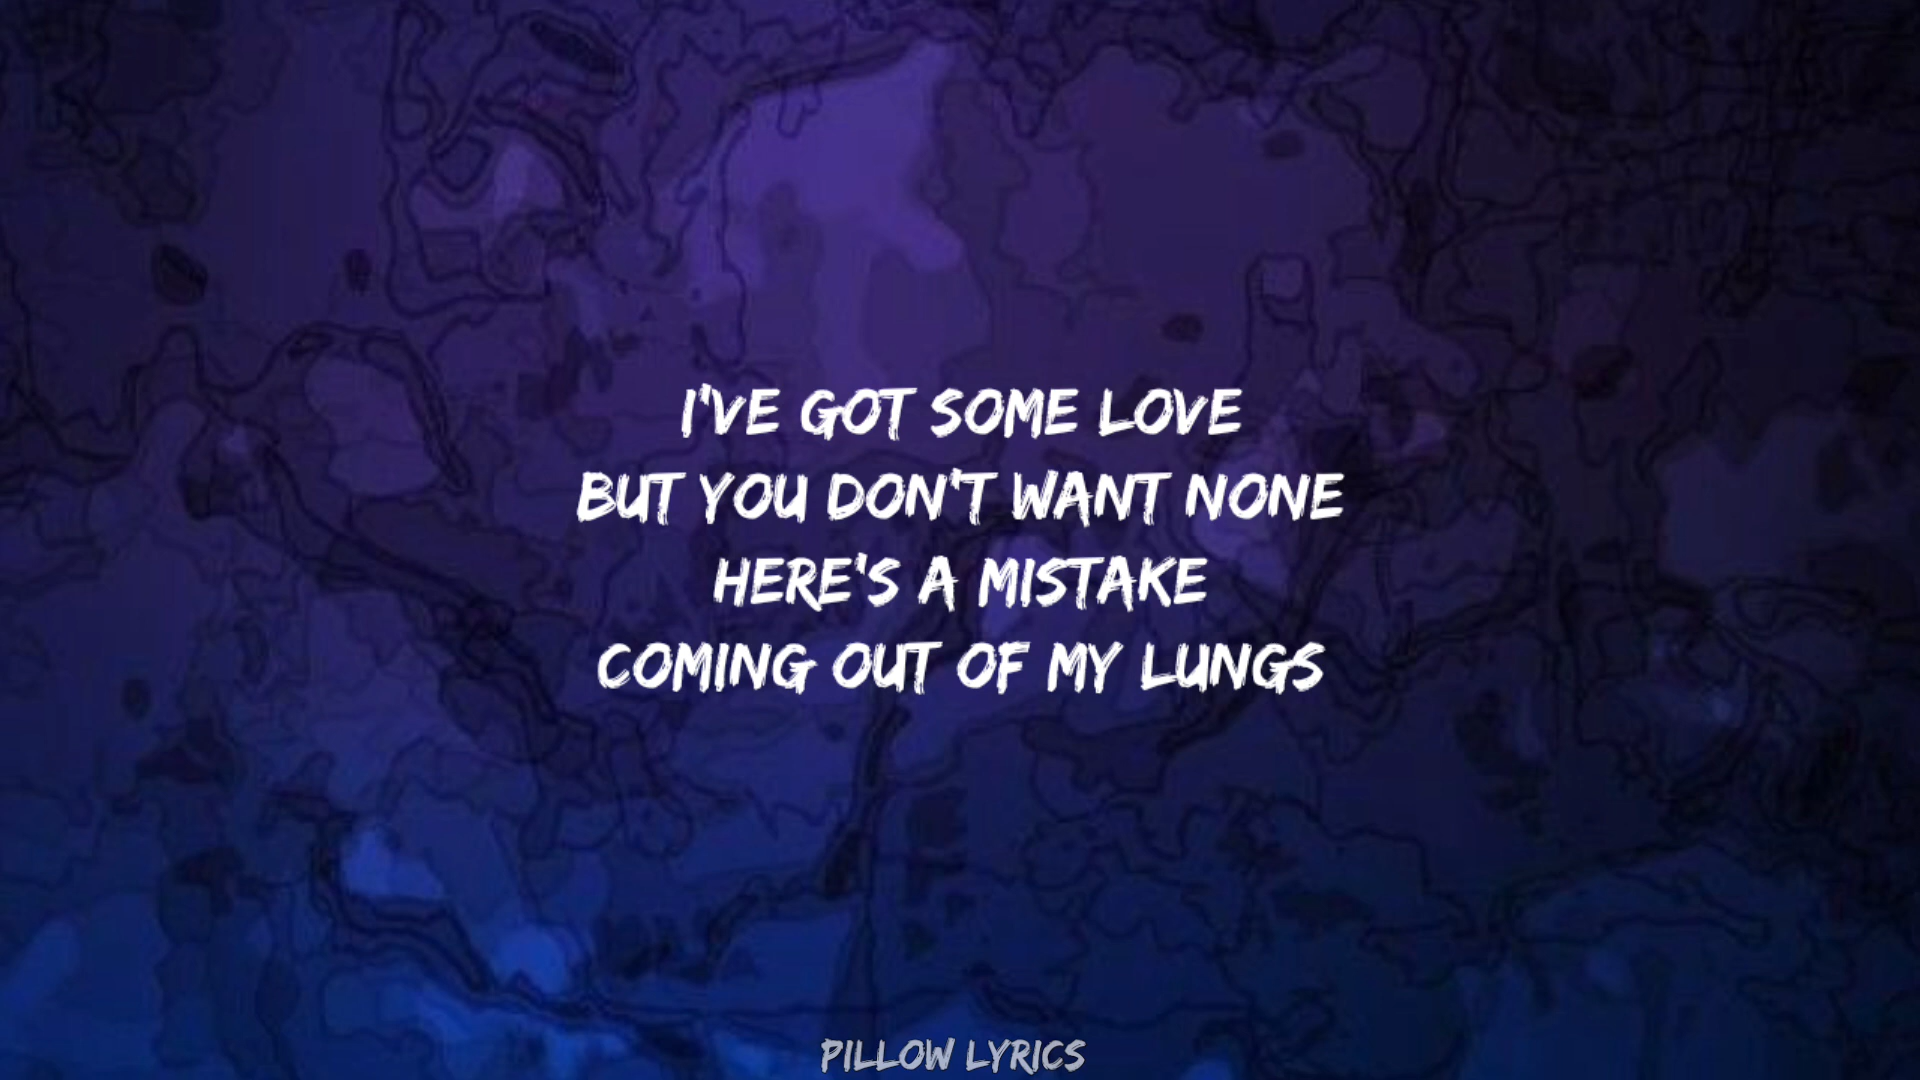 I'VE GOT SOME LOVE
BUT YOU DON'T WANT NONE
HERE'S A MISTAKE
COMING OUT OF MY LUNGS
PILLOW LYRICS